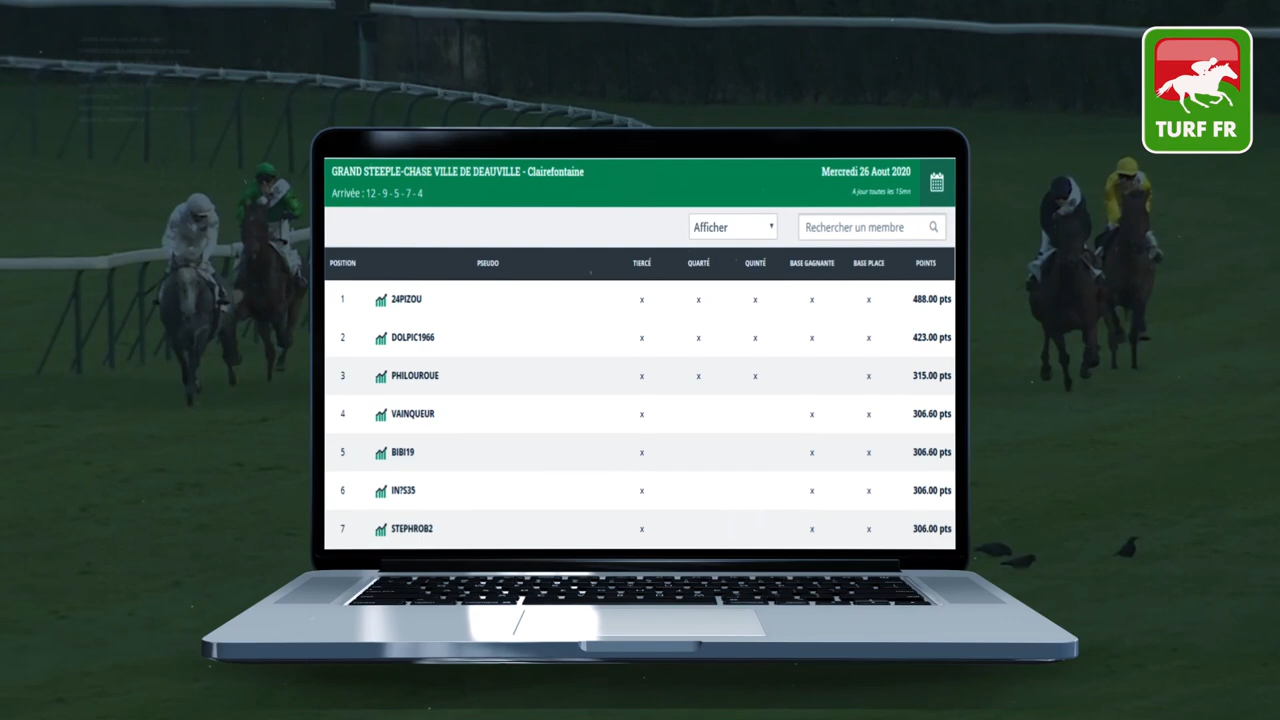 TURF FR
GRAND STEEPLE-CHASE VILLE DE DEAUVILLE - Clairefontaine
Mercredi 26 Aout 2020
Arrivée : 12 - 9 - 5 - 7 - 4
A jour toutes les 15mn
Afficher
Rechercher un membre
POSITION PSEUDO TIERCÉ QUARTÉ QUINTÉ BASE GAGNANTE BASE PLACE POINTS
1 24PIZOU x x x x x 488.00 pts
2 DOLPIC1966 x x x x x 423.00 pts
3 PHILOUROUE x x x x 315.00 pts
4 VAINQUEUR x x x 306.60 pts
5 BIBI19 x x x 306.60 pts
6 IN?S35 x x x 306.00 pts
7 STEPHROB2 x x x 306.00 pts